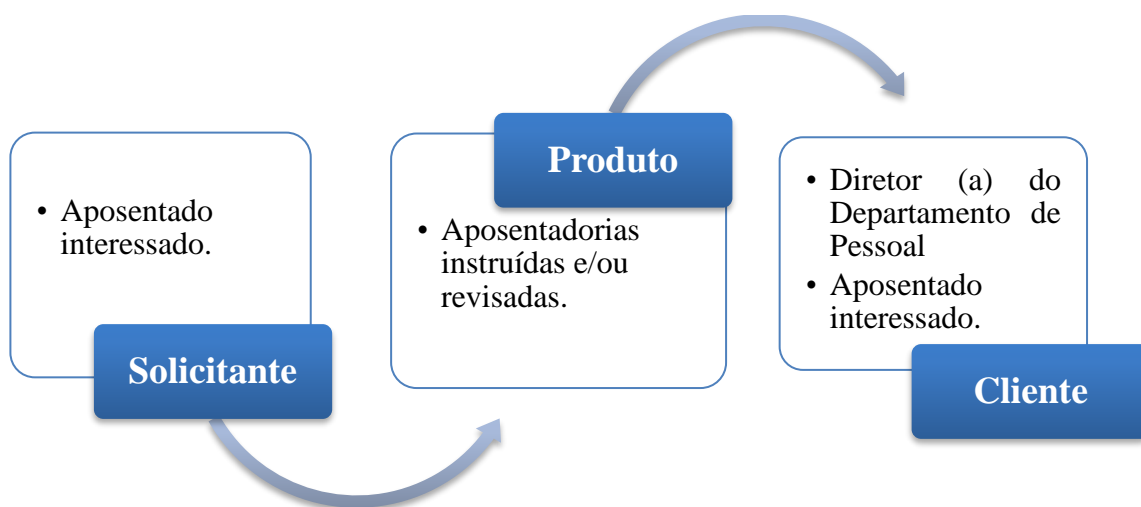 • Aposentado
interessado.
Solicitante
Produto
• Aposentadorias
instruídas e/ou
revisadas.
• Diretor (a) do
Departamento de
Pessoal
• Aposentado
interessado.
Cliente